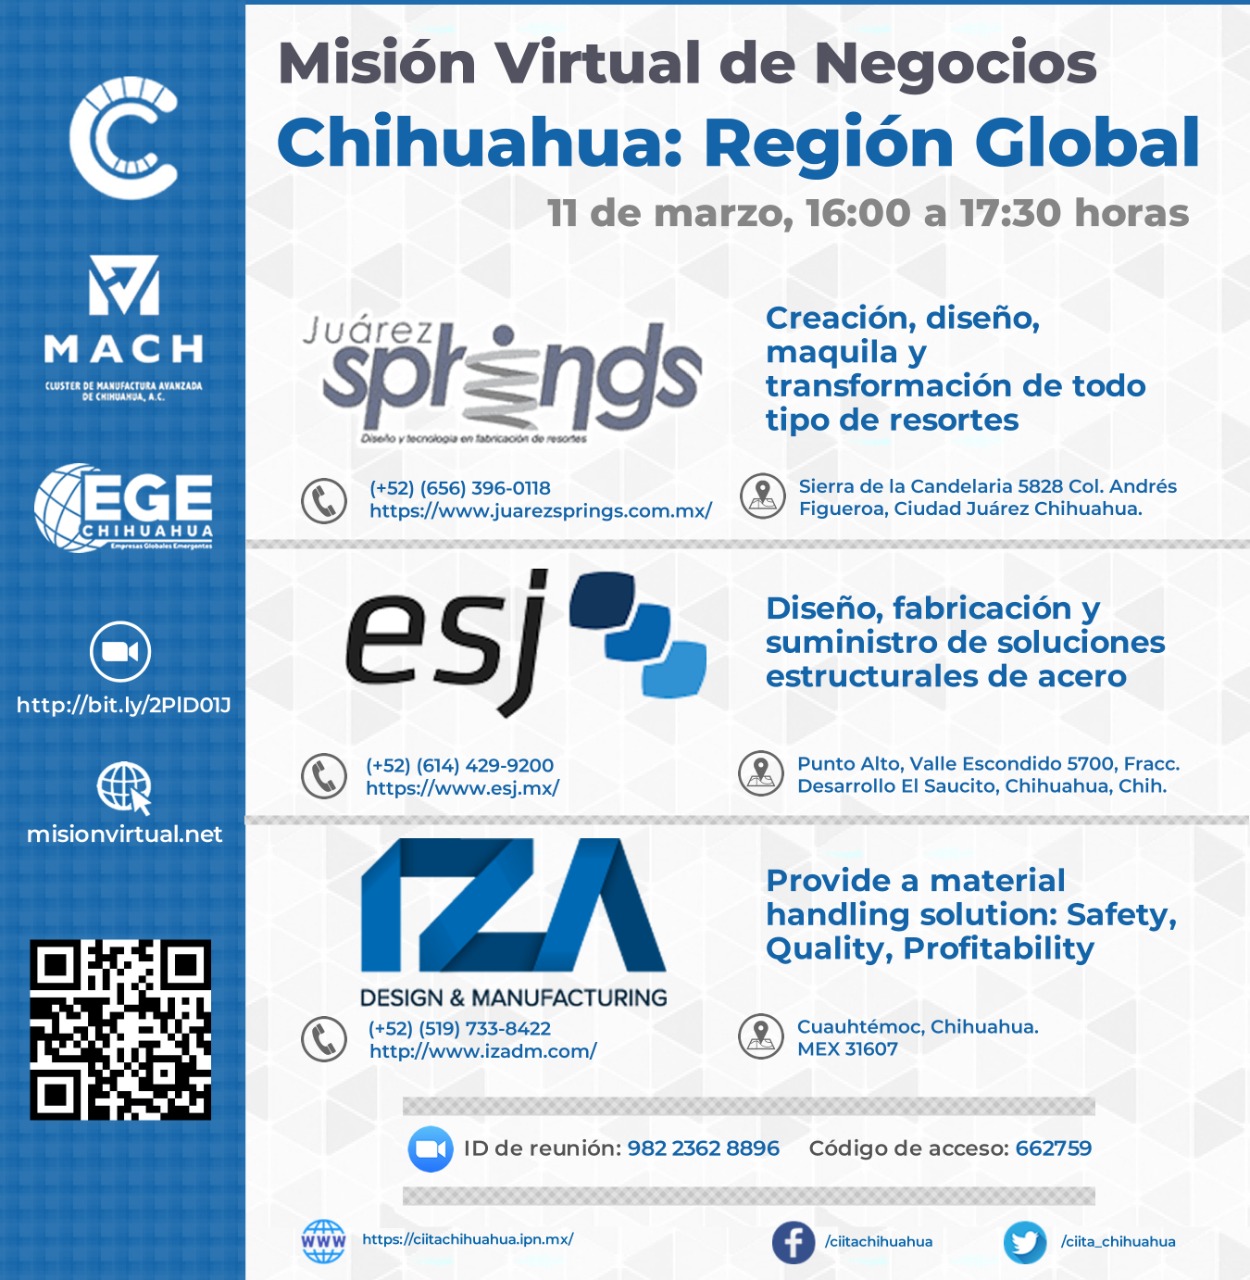 Misión Virtual de Negocios
Chihuahua: Región Global
11 de marzo, 16:00 a 17:30 horas
MACH
CLUSTER DE MANUFACTURA AVANZADA
DE CHIHUAHUA, A.C.
EGE
CHIHUAHUA
Empresas Globales Emergentes
http://bit.ly/2PID01J
misionvirtual.net
Juárez
springs
Diseño y tecnología en fabricación de resortes
Creación, diseño,
maquila y
transformación de todo
tipo de resortes
(+52) (656) 396-0118
https://www.juarezsprings.com.mx/
Sierra de la Candelaria 5828 Col. Andrés
Figueroa, Ciudad Juárez Chihuahua.
esj
Diseño, fabricación y
suministro de soluciones
estructurales de acero
(+52) (614) 429-9200
https://www.esj.mx/
Punto Alto, Valle Escondido 5700, Fracc.
Desarrollo El Saucito, Chihuahua, Chih.
IZA
DESIGN & MANUFACTURING
Provide a material
handling solution: Safety,
Quality, Profitability
(+52) (519) 733-8422
http://www.izadm.com/
Cuauhtémoc, Chihuahua.
MEX 31607
ID de reunión: 982 2362 8896 Código de acceso: 662759
WWW
https://ciitachihuahua.ipn.mx/
/ciitachihuahua
/ciita_chihuahua